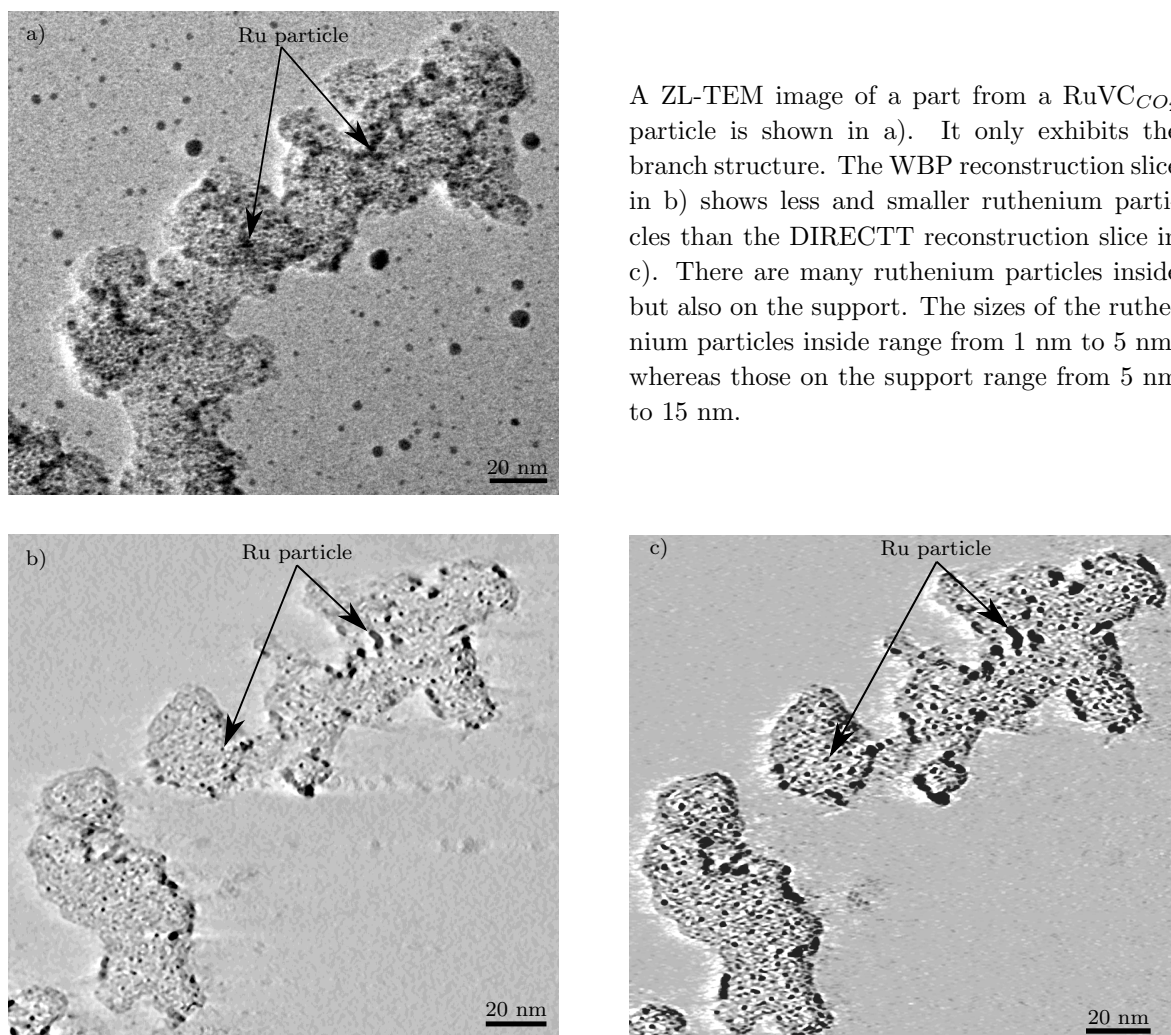 a)
Ru particle
20 nm
A ZL-TEM image of a part from a RuVC_{CO₂}
particle is shown in a). It only exhibits the
branch structure. The WBP reconstruction slice
in b) shows less and smaller ruthenium parti
cles than the DIRECTT reconstruction slice in
c). There are many ruthenium particles inside
but also on the support. The sizes of the ruthe
nium particles inside range from 1 nm to 5 nm
whereas those on the support range from 5 nm
to 15 nm.
b)
Ru particle
20 nm
c)
Ru particle
20 nm